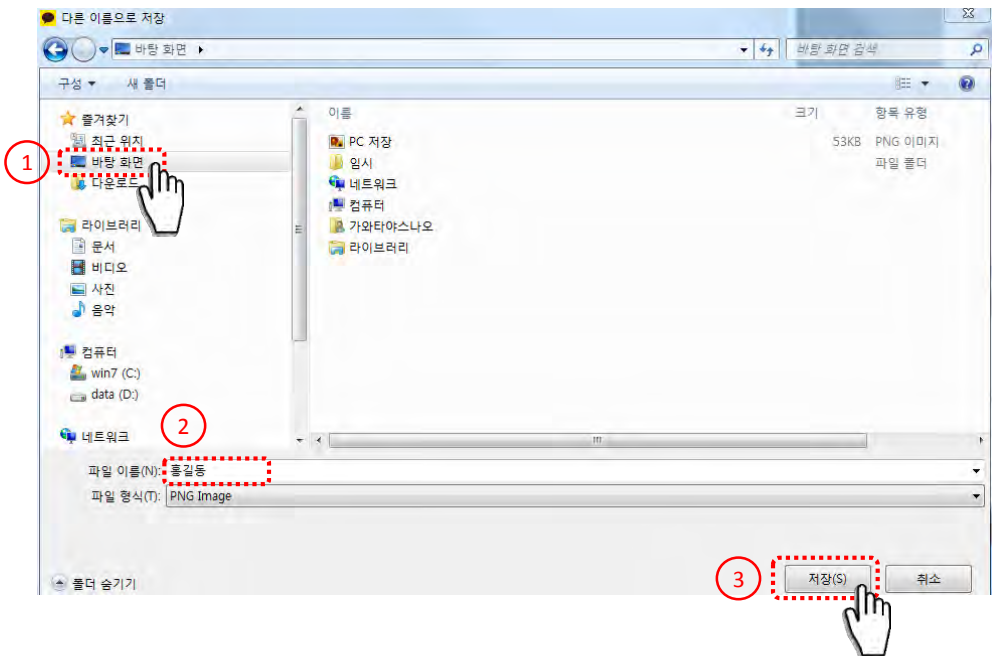 다른 이름으로 저장
바탕 화면
바탕 화면 검색
구성
새 폴더
즐겨찾기
최근 위치
1
바탕 화면
다운로드
라이브러리
문서
비디오
사진
음악
컴퓨터
win7 (C:)
data (D:)
네트워크
이름
크기
항목 유형
PC 저장
53KB
PNG 이미지
임시
파일 폴더
네트워크
컴퓨터
가와타야스나오
라이브러리
2
파일 이름(N):
홍길동
파일 형식(T):
PNG Image
폴더 숨기기
3
저장(S)
취소